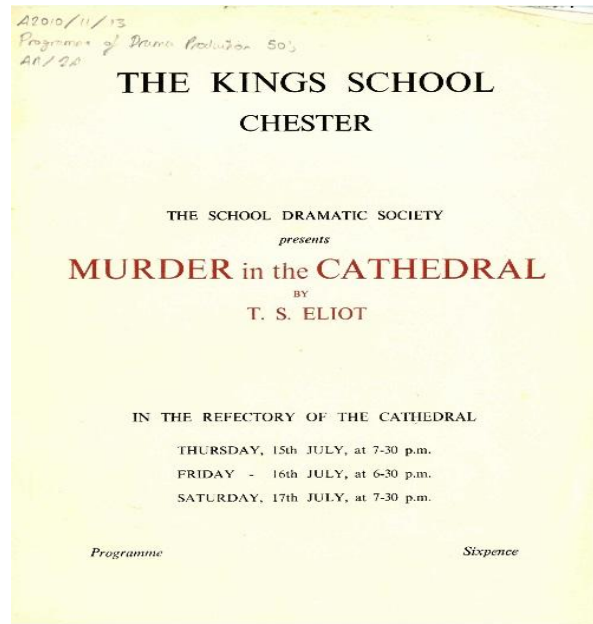 A2010/11/13
Programme of Drama Production 50's
THE KINGS SCHOOL
CHESTER
THE SCHOOL DRAMATIC SOCIETY
presents
MURDER in the CATHEDRAL
BY
T. S. ELIOT
IN THE REFECTORY OF THE CATHEDRAL
THURSDAY, 15th JULY, at 7-30 p.m.
FRIDAY - 16th JULY, at 6-30 p.m.
SATURDAY, 17th JULY, at 7-30 p.m.
Programme Sixpence